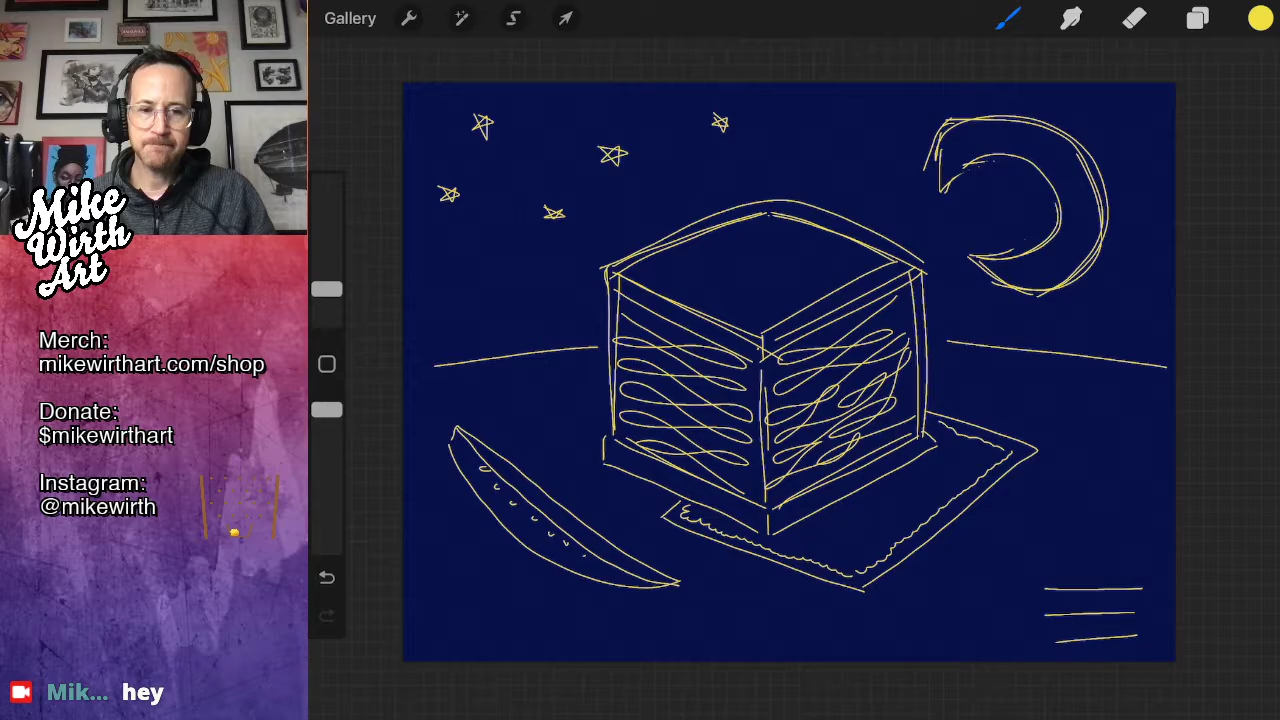 Gallery
Mike
Wirth
Art
Merch:
mikewirthart.com/shop
Donate:
$mikewirthart
Instagram:
@mikewirth
Mik... hey